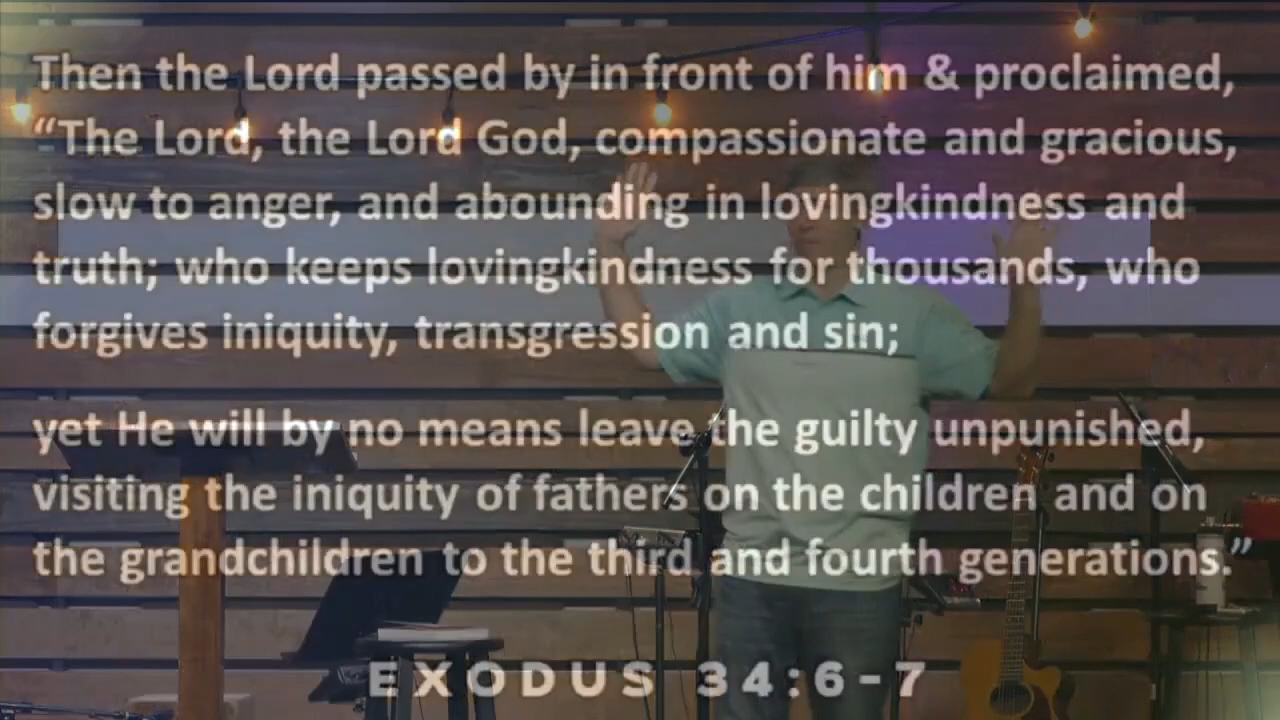 Then the Lord passed by in front of him & proclaimed,
“The Lord, the Lord God, compassionate and gracious,
slow to anger, and abounding in lovingkindness and
truth; who keeps lovingkindness for thousands, who
forgives iniquity, transgression and sin;
yet He will by no means leave the guilty unpunished,
visiting the iniquity of fathers on the children and on
the grandchildren to the third and fourth generations.”
EXODUS 34:6-7